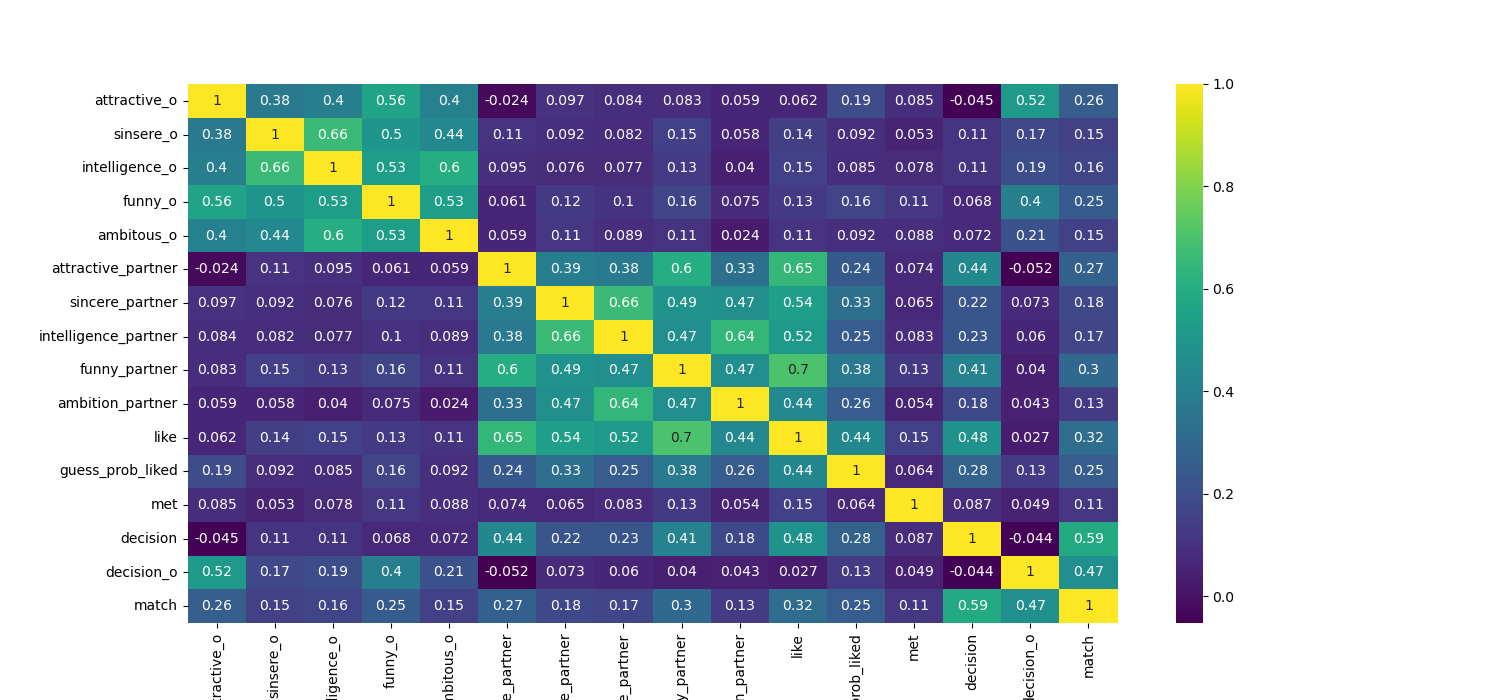 attractive_o 1 0.38 0.4 0.56 0.4 -0.024 0.097 0.084 0.083 0.059 0.062 0.19 0.085 -0.045 0.52 0.26 1.0
sinsere_o 0.38 1 0.66 0.5 0.44 0.11 0.092 0.082 0.15 0.058 0.14 0.092 0.053 0.11 0.17 0.15
intelligence_o 0.4 0.66 1 0.53 0.6 0.095 0.076 0.077 0.13 0.04 0.15 0.085 0.078 0.11 0.19 0.16
0.8
funny_o 0.56 0.5 0.53 1 0.53 0.061 0.12 0.1 0.16 0.075 0.13 0.16 0.11 0.068 0.4 0.25
ambitous_o 0.4 0.44 0.6 0.53 1 0.059 0.11 0.089 0.11 0.024 0.11 0.092 0.088 0.072 0.21 0.15
attractive_partner -0.024 0.11 0.095 0.061 0.059 1 0.39 0.38 0.6 0.33 0.65 0.24 0.074 0.44 -0.052 0.27
0.6
sincere_partner 0.097 0.092 0.076 0.12 0.11 0.39 1 0.66 0.49 0.47 0.54 0.33 0.065 0.22 0.073 0.18
intelligence_partner 0.084 0.082 0.077 0.1 0.089 0.38 0.66 1 0.47 0.64 0.52 0.25 0.083 0.23 0.06 0.17
funny_partner 0.083 0.15 0.13 0.16 0.11 0.6 0.49 0.47 1 0.47 0.7 0.38 0.13 0.41 0.04 0.3
0.4
ambition_partner 0.059 0.058 0.04 0.075 0.024 0.33 0.47 0.64 0.47 1 0.44 0.26 0.054 0.18 0.043 0.13
like 0.062 0.14 0.15 0.13 0.11 0.65 0.54 0.52 0.7 0.44 1 0.44 0.15 0.48 0.027 0.32
guess_prob_liked 0.19 0.092 0.085 0.16 0.092 0.24 0.33 0.25 0.38 0.26 0.44 1 0.064 0.28 0.13 0.25
0.2
met 0.085 0.053 0.078 0.11 0.088 0.074 0.065 0.083 0.13 0.054 0.15 0.064 1 0.087 0.049 0.11
decision -0.045 0.11 0.11 0.068 0.072 0.44 0.22 0.23 0.41 0.18 0.48 0.28 0.087 1 -0.044 0.59
decision_o 0.52 0.17 0.19 0.4 0.21 -0.052 0.073 0.06 0.04 0.043 0.027 0.13 0.049 -0.044 1 0.47
0.0
match 0.26 0.15 0.16 0.25 0.15 0.27 0.18 0.17 0.3 0.13 0.32 0.25 0.11 0.59 0.47 1
tractive_o
sinsere_o
ligence_o
funny_o
nbitous_o
e_partner
e_partner
e_partner
y_partner
n_partner
like
prob_liked
met
decision
decision_o
match